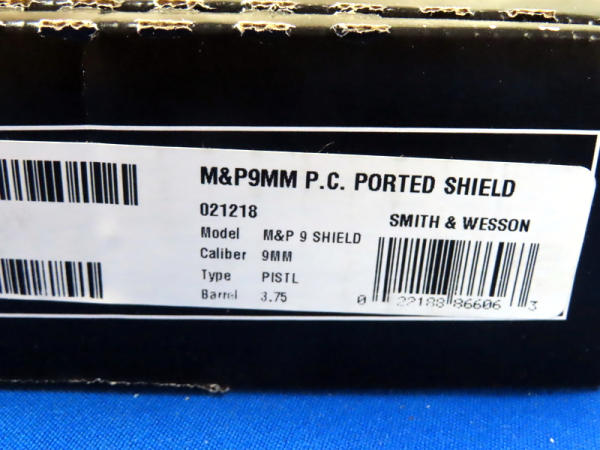 M&P9MM P.C. PORTED SHIELD
021218
SMITH & WESSON
Model M&P 9 SHIELD
Caliber 9MM
Type PISTL
Barrel 3.75
0 22188 86606 3